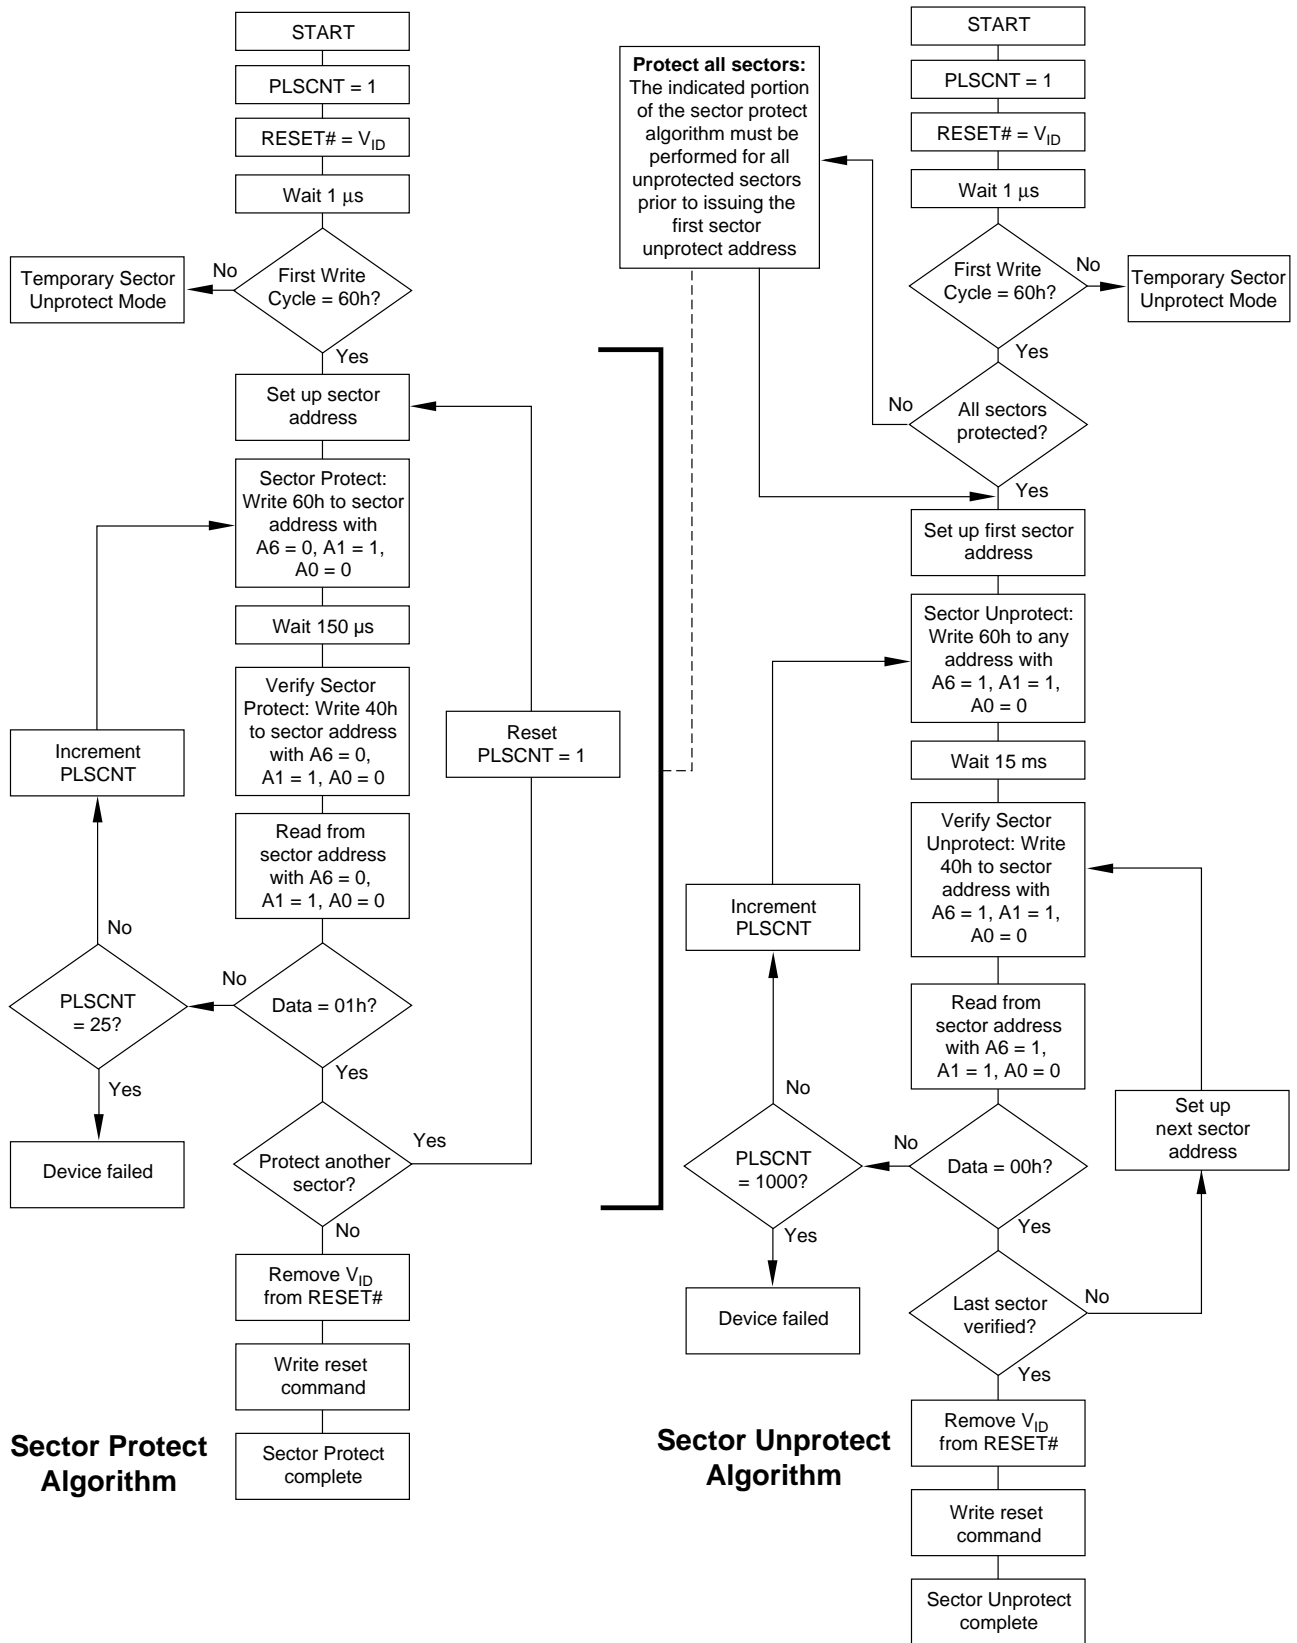 START
PLSCNT = 1
RESET# = VID
Wait 1 μs
First Write
Cycle = 60h?
No
Temporary Sector
Unprotect Mode
Yes
Set up sector
address
Sector Protect:
Write 60h to sector
address with
A6 = 0, A1 = 1,
A0 = 0
Wait 150 µs
Verify Sector
Protect: Write 40h
to sector address
with A6 = 0,
A1 = 1, A0 = 0
Read from
sector address
with A6 = 0,
A1 = 1, A0 = 0
Increment
PLSCNT
No
PLSCNT
= 25?
Yes
Device failed
No
Data = 01h?
Yes
Protect another
sector?
Yes
Reset
PLSCNT = 1
No
Remove VID
from RESET#
Write reset
command
Sector Protect
complete
Sector Protect
Algorithm
Protect all sectors:
The indicated portion
of the sector protect
algorithm must be
performed for all
unprotected sectors
prior to issuing the
first sector
unprotect address
START
PLSCNT = 1
RESET# = VID
Wait 1 μs
First Write
Cycle = 60h?
No
Temporary Sector
Unprotect Mode
Yes
No
All sectors
protected?
Yes
Set up first sector
address
Sector Unprotect:
Write 60h to any
address with
A6 = 1, A1 = 1,
A0 = 0
Wait 15 ms
Verify Sector
Unprotect: Write
40h to sector
address with
A6 = 1, A1 = 1,
A0 = 0
Read from
sector address
with A6 = 1,
A1 = 1, A0 = 0
Increment
PLSCNT
No
PLSCNT
= 1000?
Yes
Device failed
No
Data = 00h?
Yes
Set up
next sector
address
Last sector
verified?
No
Yes
Remove VID
from RESET#
Write reset
command
Sector Unprotect
complete
Sector Unprotect
Algorithm